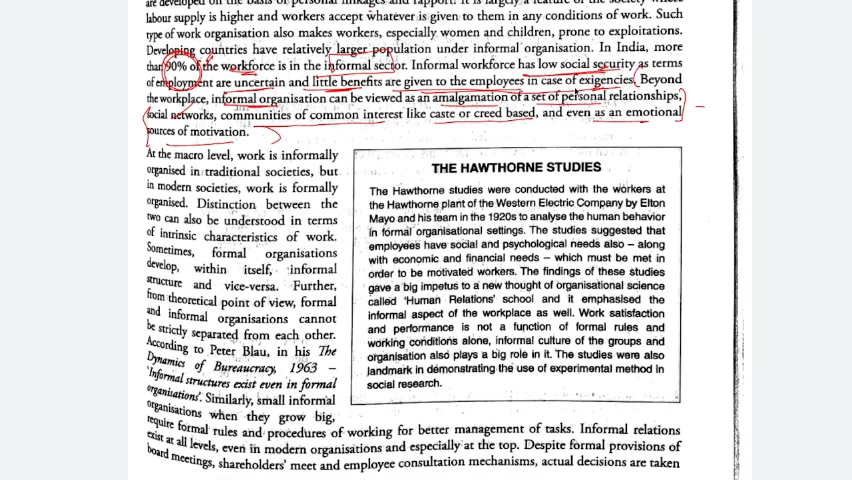 are developed on the basis of personal linkages and rapport. It is largely a feature of the society where
labour supply is higher and workers accept whatever is given to them in any conditions of work. Such
type of work organisation also makes workers, especially women and children, prone to exploitations.
Developing countries have relatively larger population under informal organisation. In India, more
than 90% of the workforce is in the informal sector. Informal workforce has low social security as terms
of employment are uncertain and little benefits are given to the employees in case of exigencies. Beyond
the workplace, informal organisation can be viewed as an amalgamation of a set of personal relationships,
social networks, communities of common interest like caste or creed based, and even as an emotional
sources of motivation.
At the macro level, work is informally
organised in traditional societies, but
in modern societies, work is formally
organised. Distinction between the
two can also be understood in terms
of intrinsic characteristics of work.
Sometimes, formal organisations
develop, within itself, informal
structure and vice-versa. Further,
from theoretical point of view, formal
and informal organisations cannot
be strictly separated from each other.
According to Peter Blau, in his The
Dynamics of Bureaucracy, 1963 –
'Informal structures exist even in formal
organisations'. Similarly, small informal
organisations when they grow big,
THE HAWTHORNE STUDIES
The Hawthorne studies were conducted with the workers at
the Hawthorne plant of the Western Electric Company by Elton
Mayo and his team in the 1920s to analyse the human behavior
in formal organisational settings. The studies suggested that
employees have social and psychological needs also – along
with economic and financial needs – which must be met in
order to be motivated workers. The findings of these studies
gave a big impetus to a new thought of organisational science
called 'Human Relations' school and it emphasised the
informal aspect of the workplace as well. Work satisfaction
and performance is not a function of formal rules and
working conditions alone, informal culture of the groups and
organisation also plays a big role in it. The studies were also
landmark in demonstrating the use of experimental method in
social research.
require formal rules and procedures of working for better management of tasks. Informal relations
exist at all levels, even in modern organisations and especially at the top. Despite formal provisions of
board meetings, shareholders' meet and employee consultation mechanisms, actual decisions are taken